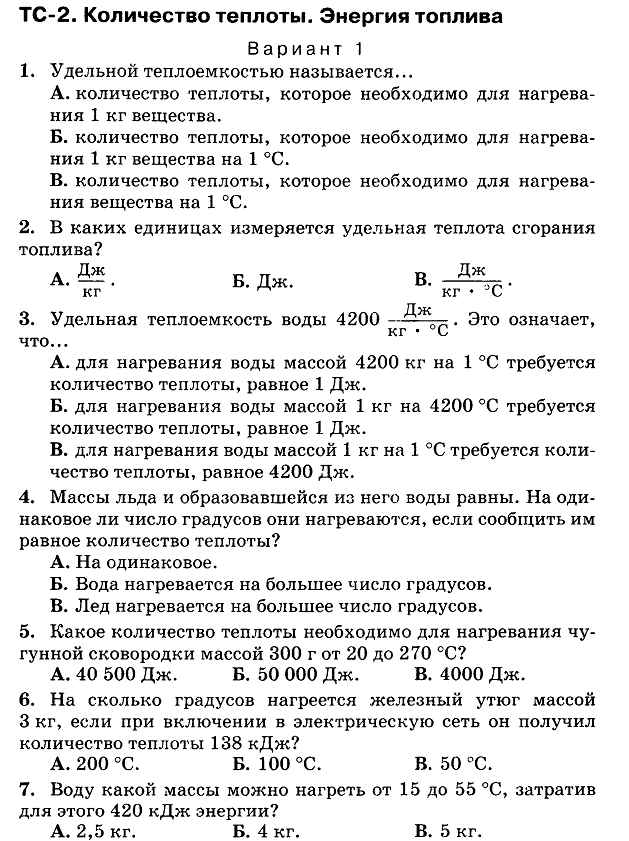 ТС-2. Количество теплоты. Энергия топлива
Вариант 1
1. Удельной теплоемкостью называется...
А. количество теплоты, которое необходимо для нагрева-
ния 1 кг вещества.
Б. количество теплоты, которое необходимо для нагрева-
ния 1 кг вещества на 1 °С.
В. количество теплоты, которое необходимо для нагрева-
ния вещества на 1 °С.
2. В каких единицах измеряется удельная теплота сгорания
топлива?
А. Дж/кг. Б. Дж. В. Дж/(кг · °С).
3. Удельная теплоемкость воды 4200 Дж/(кг · °С). Это означает,
что...
А. для нагревания воды массой 4200 кг на 1 °С требуется
количество теплоты, равное 1 Дж.
Б. для нагревания воды массой 1 кг на 4200 °С требуется
количество теплоты, равное 1 Дж.
В. для нагревания воды массой 1 кг на 1 °С требуется коли-
чество теплоты, равное 4200 Дж.
4. Массы льда и образовавшейся из него воды равны. На оди-
наковое ли число градусов они нагреваются, если сообщить им
равное количество теплоты?
А. На одинаковое.
Б. Вода нагревается на большее число градусов.
В. Лед нагревается на большее число градусов.
5. Какое количество теплоты необходимо для нагревания чу-
гунной сковородки массой 300 г от 20 до 270 °С?
А. 40 500 Дж. Б. 50 000 Дж. В. 4000 Дж.
6. На сколько градусов нагреется железный утюг массой
3 кг, если при включении в электрическую сеть он получил
количество теплоты 138 кДж?
А. 200 °С. Б. 100 °С. В. 50 °С.
7. Воду какой массы можно нагреть от 15 до 55 °С, затратив
для этого 420 кДж энергии?
А. 2,5 кг. Б. 4 кг. В. 5 кг.